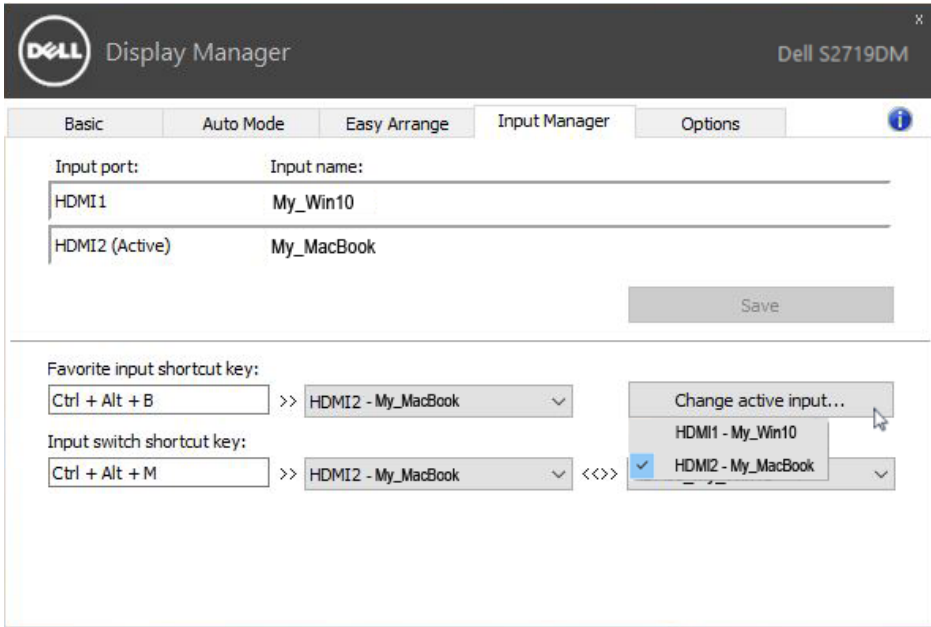 DELL Display Manager
x
Dell S2719DM
Basic Auto Mode Easy Arrange Input Manager Options
Input port: Input name:
HDMI1 My_Win10
HDMI2 (Active) My_MacBook
Save
Favorite input shortcut key:
Ctrl + Alt + B >> HDMI2 - My_MacBook Change active input...
HDMI1 - My_Win10
Input switch shortcut key:
HDMI2 - My_MacBook
Ctrl + Alt + M >> HDMI2 - My_MacBook <<>>